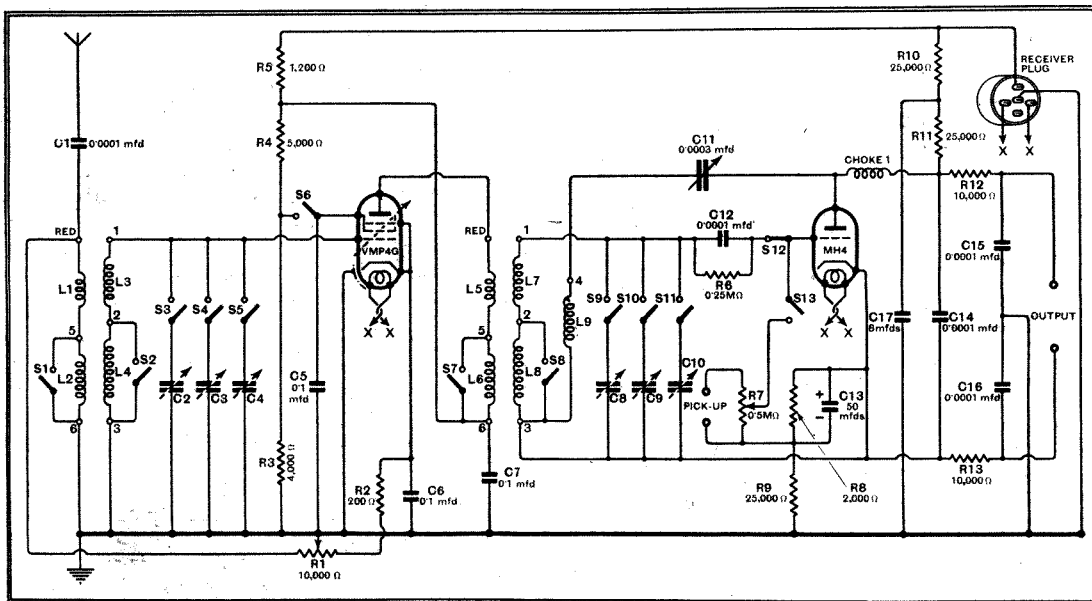 R5
1,200 Ω
R4
5,000 Ω
C1
0·0001 mfd
R10
25,000 Ω
RECEIVER
PLUG
X
X
R11
25,000 Ω
C11
0·0003 mfd
CHOKE 1
R12
10,000 Ω
S6
VMP4G
X
X
RED
1
L1
L3
S3
S4
S5
5
2
S1
L2
L4
S2
6
3
C2
C3
C4
C5
0·1
mfd
R3
4,000 Ω
R2
200 Ω
C6
0·1 mfd
R1
10,000 Ω
RED
1
L5
L7
4
L9
5
2
S7
L6
L8
S8
6
3
C7
0·1 mfd
C12
0·0001 mfd
R6
0·25MΩ
S12
MH4
X
X
S9
S10
S11
S13
C8
C9
C10
PICK-UP
R7
0·5MΩ
C13
50
mfds
+
−
R9
25,000 Ω
R8
2,000 Ω
C17
8mfds
C14
0·0001 mfd
C15
0·0001 mfd
OUTPUT
C16
0·0001 mfd
R13
10,000 Ω